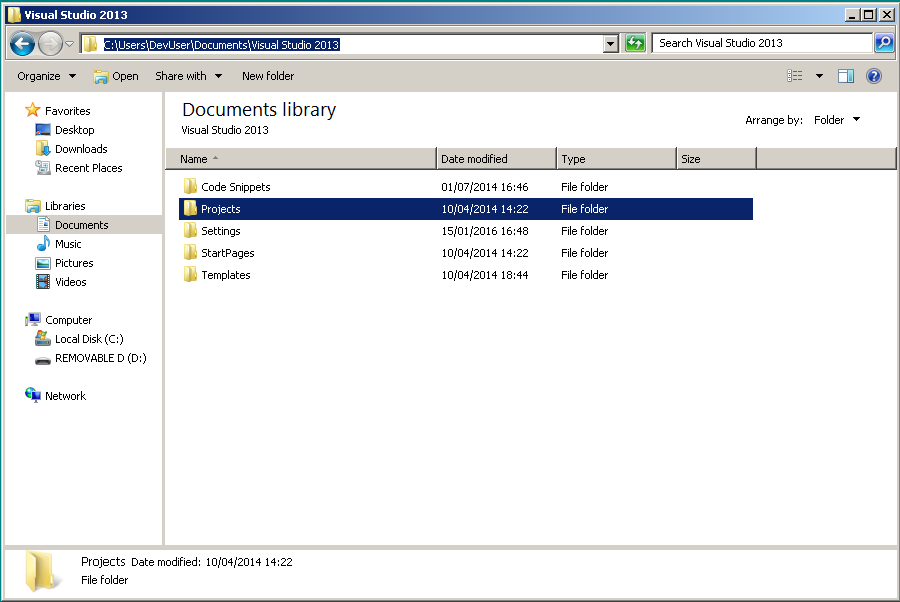 Visual Studio 2013
C:\Users\DevUser\Documents\Visual Studio 2013
Search Visual Studio 2013
Organize Open Share with New folder
Favorites
Desktop
Downloads
Recent Places
Libraries
Documents
Music
Pictures
Videos
Computer
Local Disk (C:)
REMOVABLE D (D:)
Network
Documents library
Visual Studio 2013
Arrange by: Folder
Name Date modified Type Size
Code Snippets 01/07/2014 16:46 File folder
Projects 10/04/2014 14:22 File folder
Settings 15/01/2016 16:48 File folder
StartPages 10/04/2014 14:22 File folder
Templates 10/04/2014 18:44 File folder
Projects Date modified: 10/04/2014 14:22
File folder